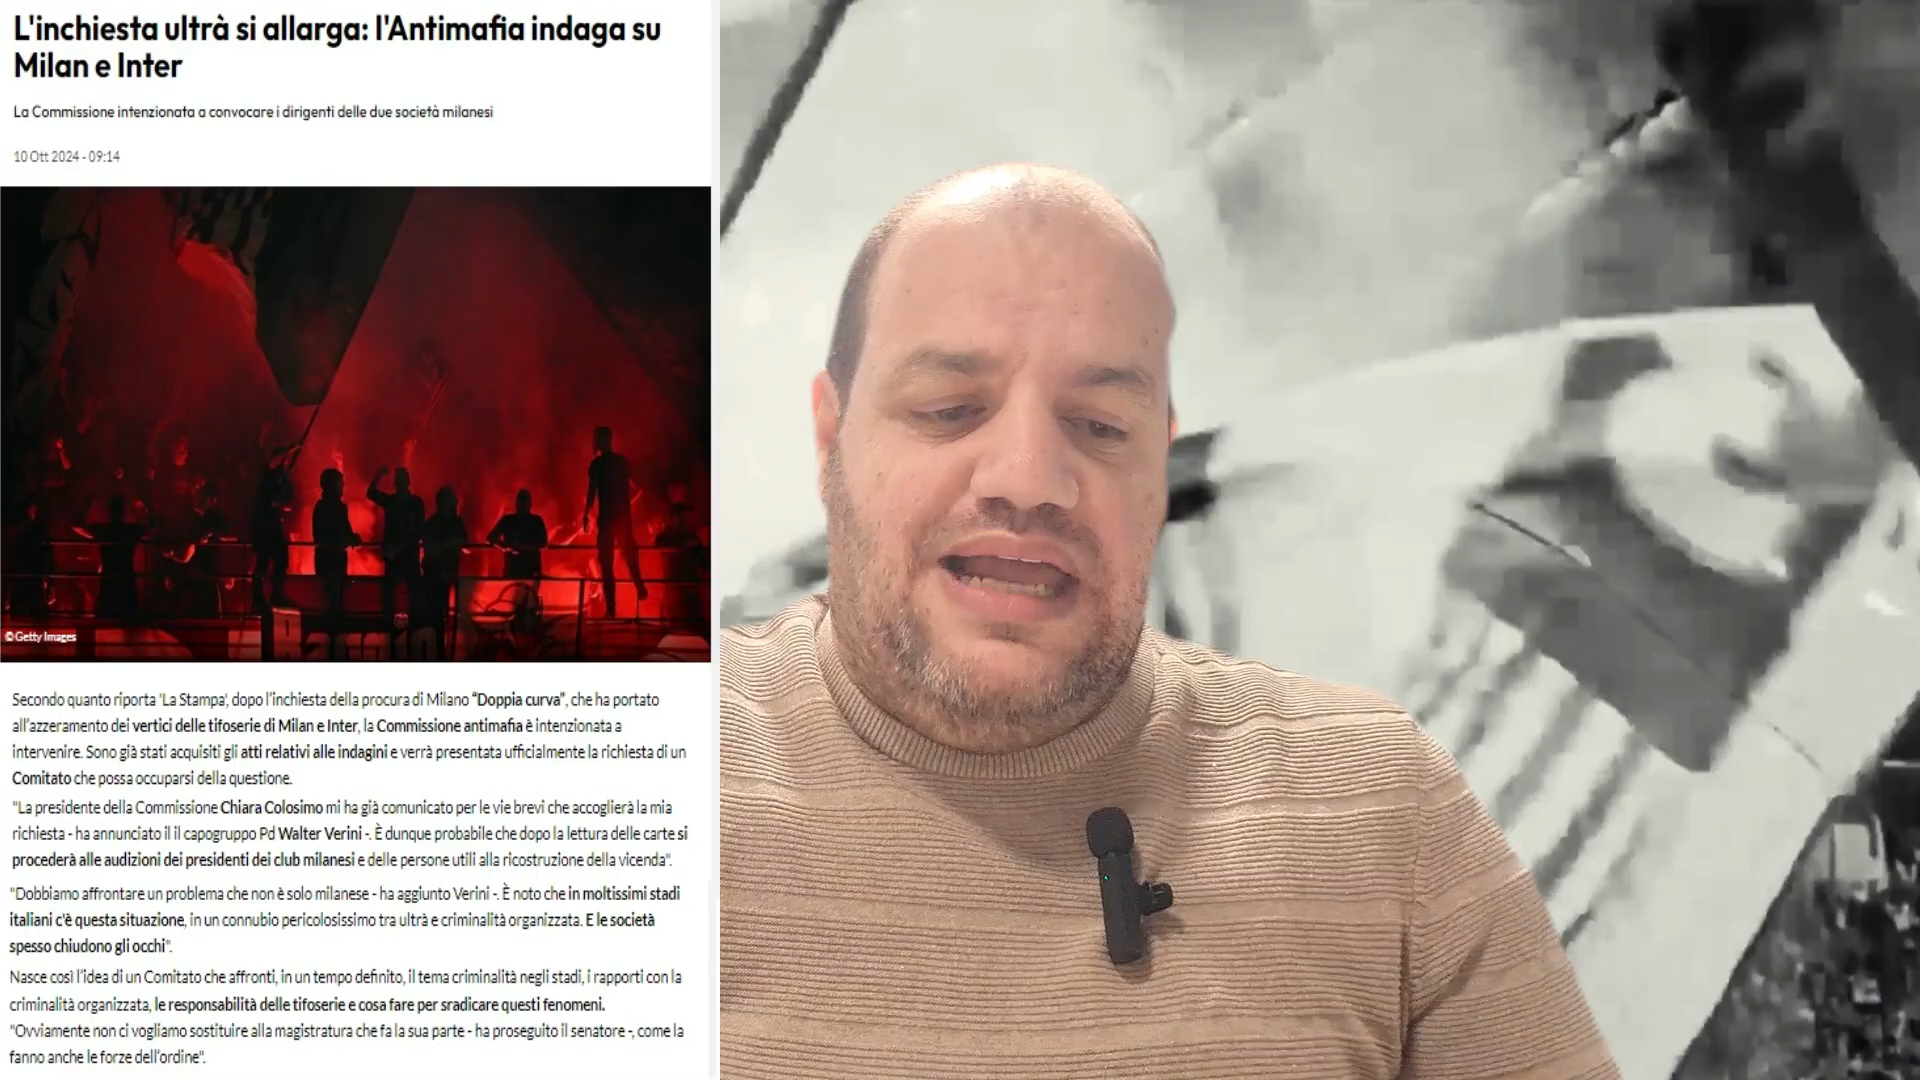 L'inchiesta ultrà si allarga: l'Antimafia indaga su
Milan e Inter
La Commissione intenzionata a convocare i dirigenti delle due società milanesi
10 Ott 2024 - 09:14
©Getty Images
Secondo quanto riporta 'La Stampa', dopo l'inchiesta della procura di Milano "Doppia curva", che ha portato
all'azzeramento dei vertici delle tifoserie di Milan e Inter, la Commissione antimafia è intenzionata a
intervenire. Sono già stati acquisiti gli atti relativi alle indagini e verrà presentata ufficialmente la richiesta di un
Comitato che possa occuparsi della questione.
"La presidente della Commissione Chiara Colosimo mi ha già comunicato per le vie brevi che accoglierà la mia
richiesta - ha annunciato il il capogruppo Pd Walter Verini -. È dunque probabile che dopo la lettura delle carte si
procederà alle audizioni dei presidenti dei club milanesi e delle persone utili alla ricostruzione della vicenda".
"Dobbiamo affrontare un problema che non è solo milanese - ha aggiunto Verini -. È noto che in moltissimi stadi
italiani c'è questa situazione, in un connubio pericolosissimo tra ultrà e criminalità organizzata. E le società
spesso chiudono gli occhi".
Nasce così l'idea di un Comitato che affronti, in un tempo definito, il tema criminalità negli stadi, i rapporti con la
criminalità organizzata, le responsabilità delle tifoserie e cosa fare per sradicare questi fenomeni.
"Ovviamente non ci vogliamo sostituire alla magistratura che fa la sua parte - ha proseguito il senatore -, come la
fanno anche le forze dell'ordine".